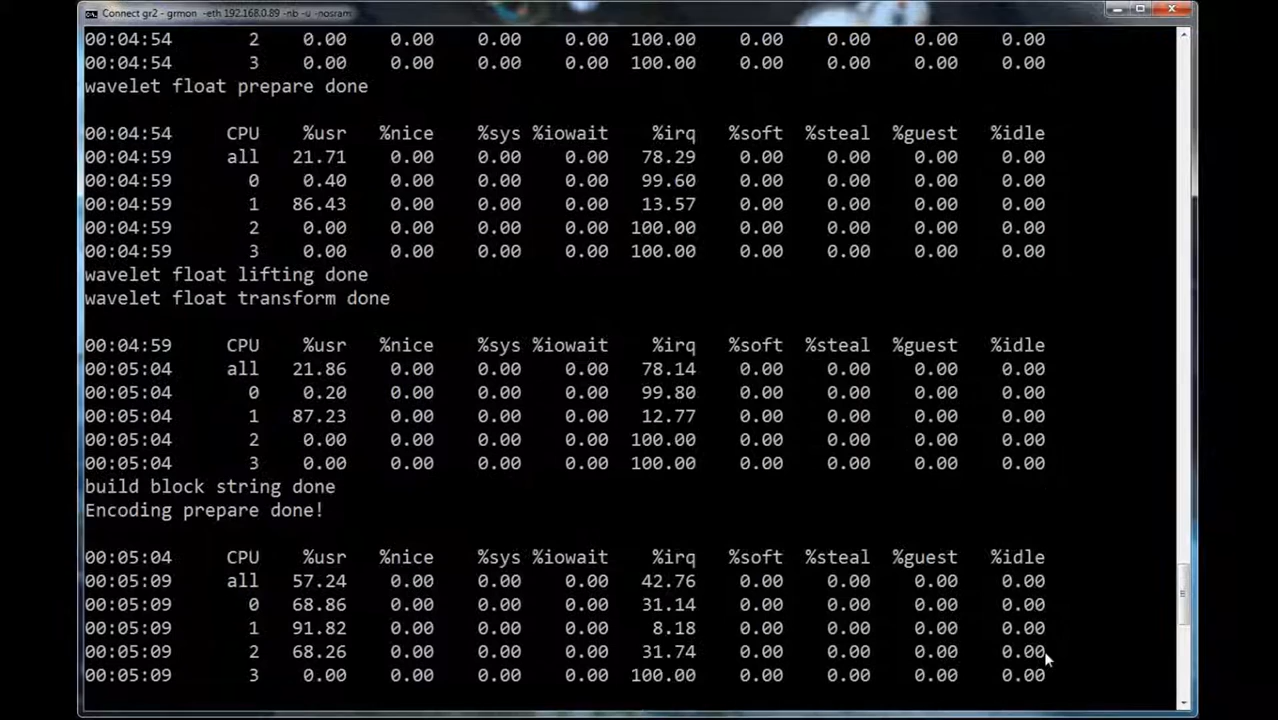 Connect gr2 - grmon -eth 192.168.0.89 -nb -u -nosram
00:04:54 2 0.00 0.00 0.00 0.00 100.00 0.00 0.00 0.00 0.00
00:04:54 3 0.00 0.00 0.00 0.00 100.00 0.00 0.00 0.00 0.00
wavelet float prepare done
00:04:54 CPU %usr %nice %sys %iowait %irq %soft %steal %guest %idle
00:04:59 all 21.71 0.00 0.00 0.00 78.29 0.00 0.00 0.00 0.00
00:04:59 0 0.40 0.00 0.00 0.00 99.60 0.00 0.00 0.00 0.00
00:04:59 1 86.43 0.00 0.00 0.00 13.57 0.00 0.00 0.00 0.00
00:04:59 2 0.00 0.00 0.00 0.00 100.00 0.00 0.00 0.00 0.00
00:04:59 3 0.00 0.00 0.00 0.00 100.00 0.00 0.00 0.00 0.00
wavelet float lifting done
wavelet float transform done
00:04:59 CPU %usr %nice %sys %iowait %irq %soft %steal %guest %idle
00:05:04 all 21.86 0.00 0.00 0.00 78.14 0.00 0.00 0.00 0.00
00:05:04 0 0.20 0.00 0.00 0.00 99.80 0.00 0.00 0.00 0.00
00:05:04 1 87.23 0.00 0.00 0.00 12.77 0.00 0.00 0.00 0.00
00:05:04 2 0.00 0.00 0.00 0.00 100.00 0.00 0.00 0.00 0.00
00:05:04 3 0.00 0.00 0.00 0.00 100.00 0.00 0.00 0.00 0.00
build block string done
Encoding prepare done!
00:05:04 CPU %usr %nice %sys %iowait %irq %soft %steal %guest %idle
00:05:09 all 57.24 0.00 0.00 0.00 42.76 0.00 0.00 0.00 0.00
00:05:09 0 68.86 0.00 0.00 0.00 31.14 0.00 0.00 0.00 0.00
00:05:09 1 91.82 0.00 0.00 0.00 8.18 0.00 0.00 0.00 0.00
00:05:09 2 68.26 0.00 0.00 0.00 31.74 0.00 0.00 0.00 0.00
00:05:09 3 0.00 0.00 0.00 0.00 100.00 0.00 0.00 0.00 0.00